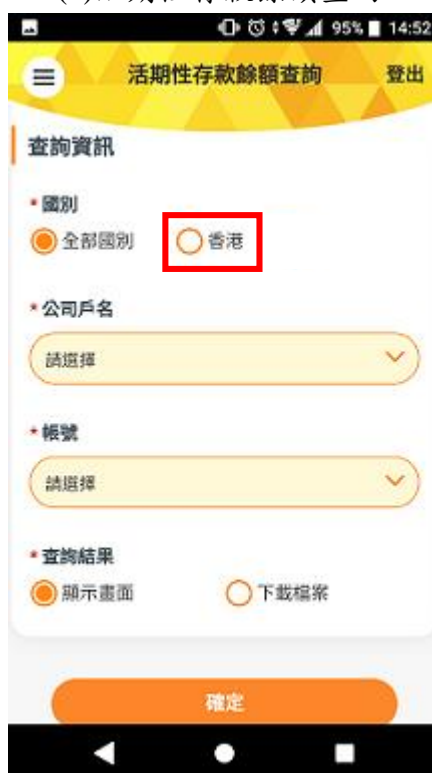 95% 14:52
活期性存款餘額查詢 登出
查詢資訊
*國別
全部國別 香港
*公司戶名
請選擇
*帳號
請選擇
*查詢結果
顯示畫面 下載檔案
確定